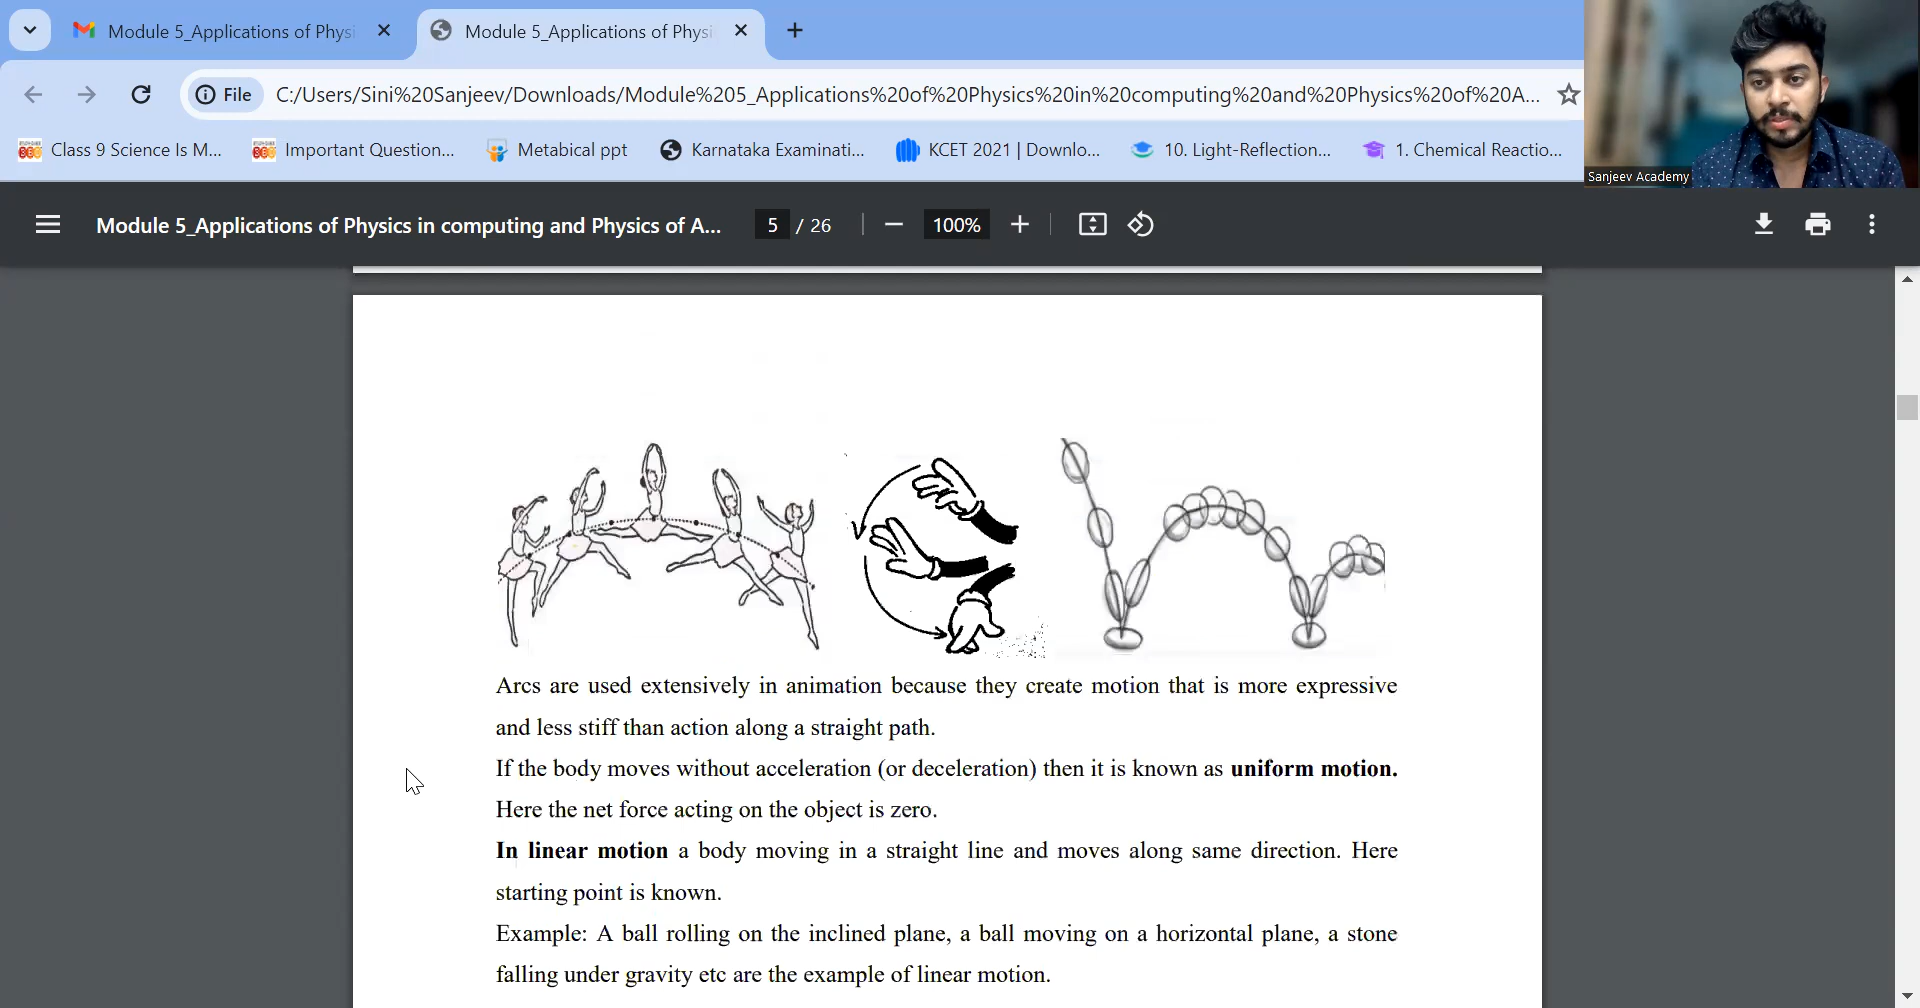 Module 5_Applications of Physi
Module 5_Applications of Physi
File
C:/Users/Sini%20Sanjeev/Downloads/Module%205_Applications%20of%20Physics%20in%20computing%20and%20Physics%20of%20A...
Class 9 Science Is M...
Important Question...
Metabical ppt
Karnataka Examinati...
KCET 2021 | Downlo...
10. Light-Reflection...
1. Chemical Reactio...
Sanjeev Academy
Module 5_Applications of Physics in computing and Physics of A...
5 / 26
100%
Arcs are used extensively in animation because they create motion that is more expressive
and less stiff than action along a straight path.
If the body moves without acceleration (or deceleration) then it is known as uniform motion.
Here the net force acting on the object is zero.
In linear motion a body moving in a straight line and moves along same direction. Here
starting point is known.
Example: A ball rolling on the inclined plane, a ball moving on a horizontal plane, a stone
falling under gravity etc are the example of linear motion.